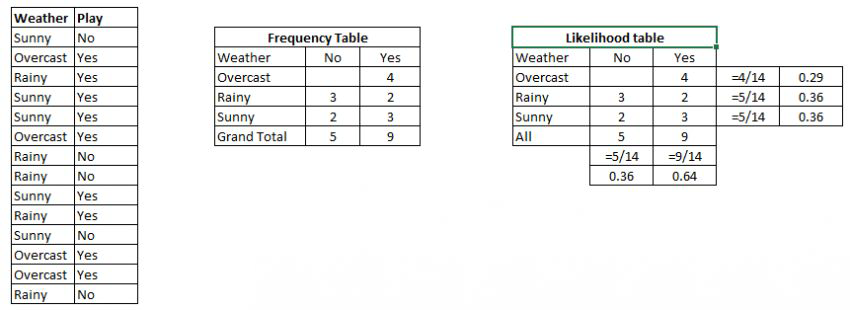 Weather Play
Sunny No
Overcast Yes
Rainy Yes
Sunny Yes
Sunny Yes
Overcast Yes
Rainy No
Rainy No
Sunny Yes
Rainy Yes
Sunny No
Overcast Yes
Overcast Yes
Rainy No
Frequency Table
Weather No Yes
Overcast 4
Rainy 3 2
Sunny 2 3
Grand Total 5 9
Likelihood table
Weather No Yes
Overcast 4 =4/14 0.29
Rainy 3 2 =5/14 0.36
Sunny 2 3 =5/14 0.36
All 5 9
=5/14 =9/14
0.36 0.64